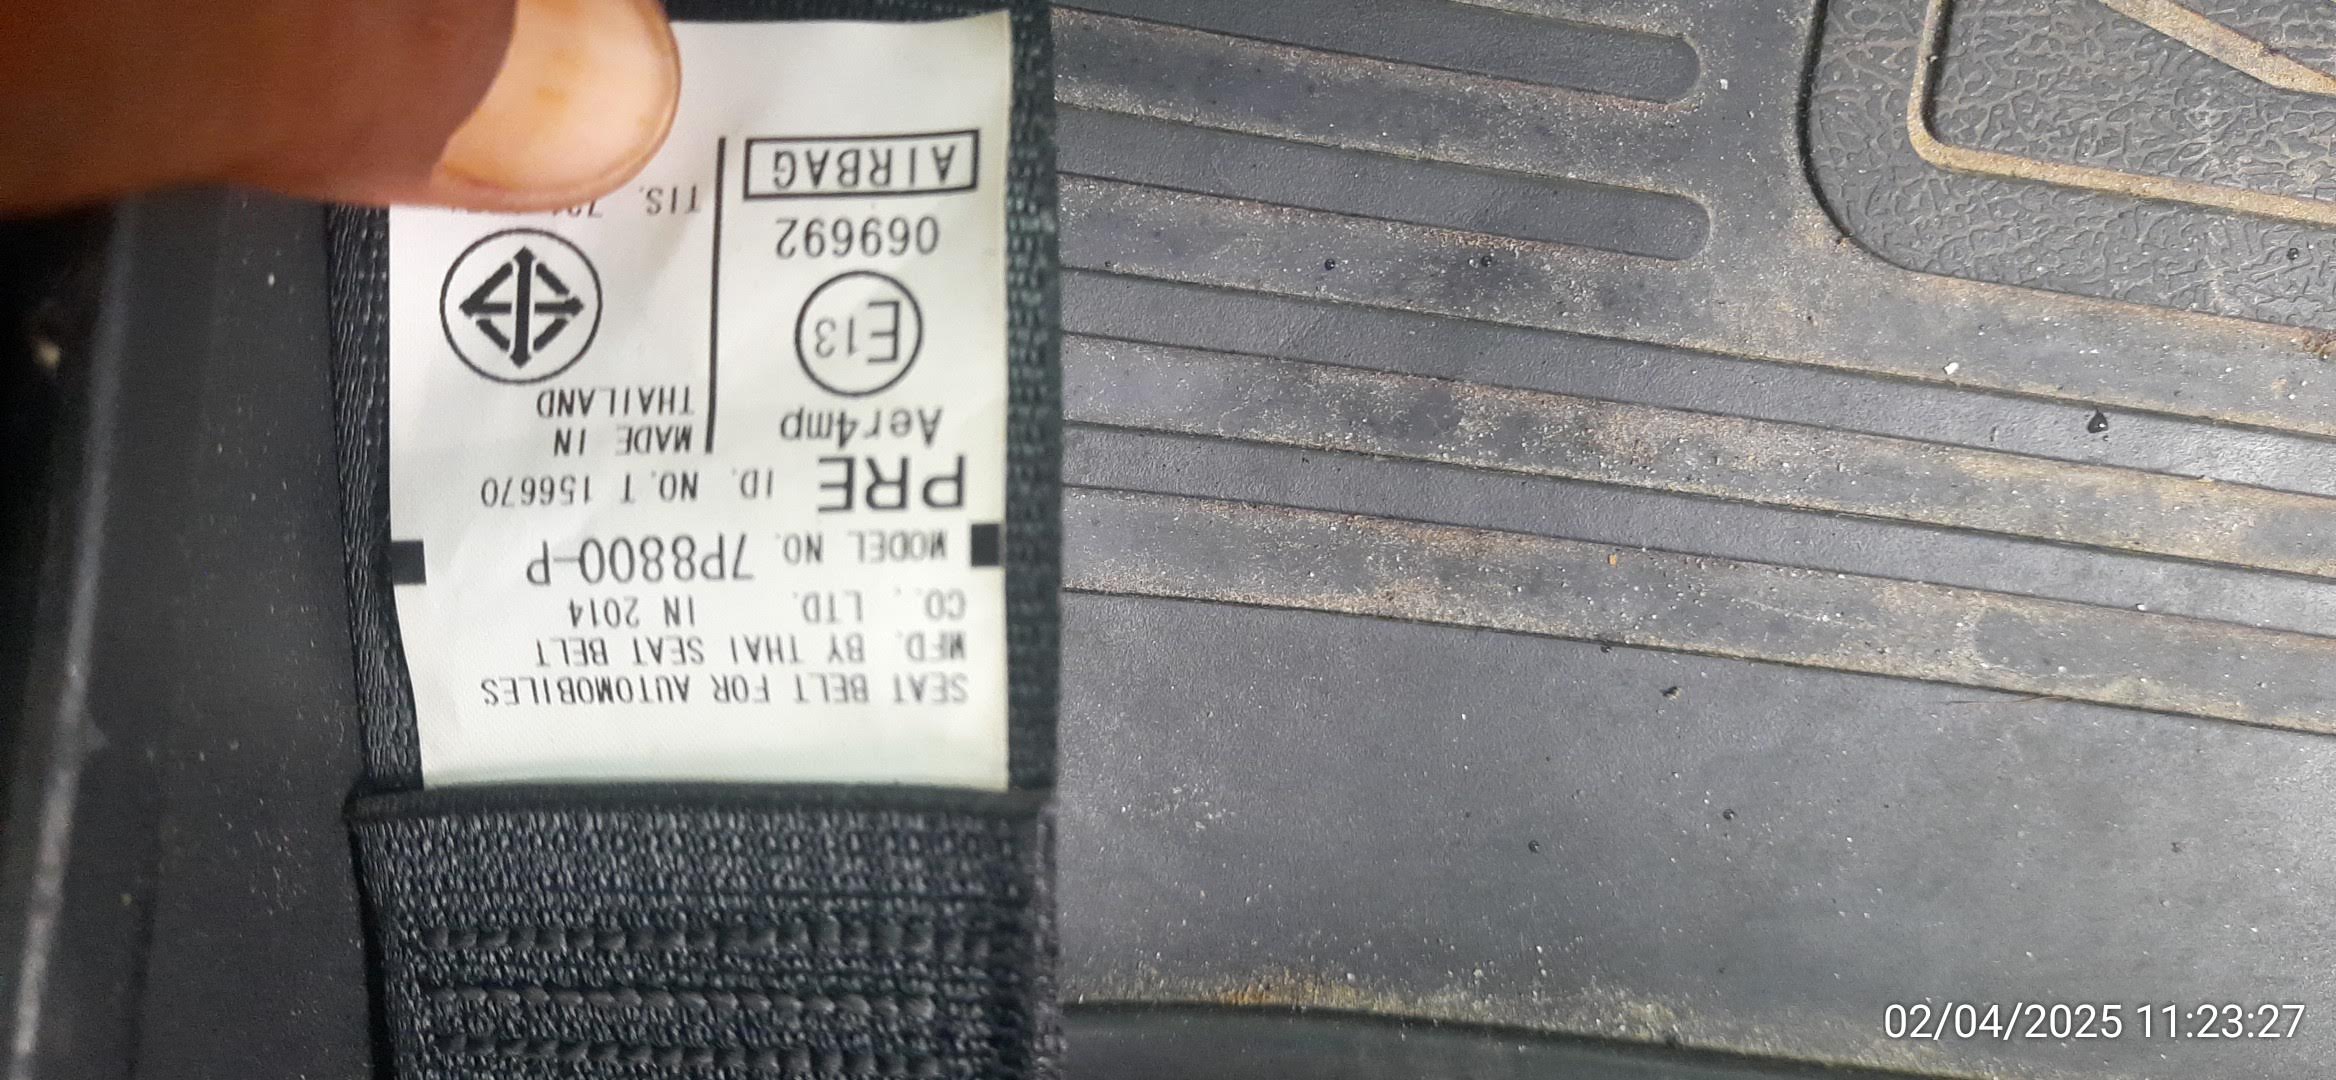 SEAT BELT FOR AUTOMOBILES
MFD. BY THAI SEAT BELT
CO., LTD. IN 2014
MODEL NO. 7P8800-P
PRE ID. NO. T 156670
Aer4mp
E13
069692
AIRBAG
MADE IN
THAILAND
TIS.
02/04/2025 11:23:27